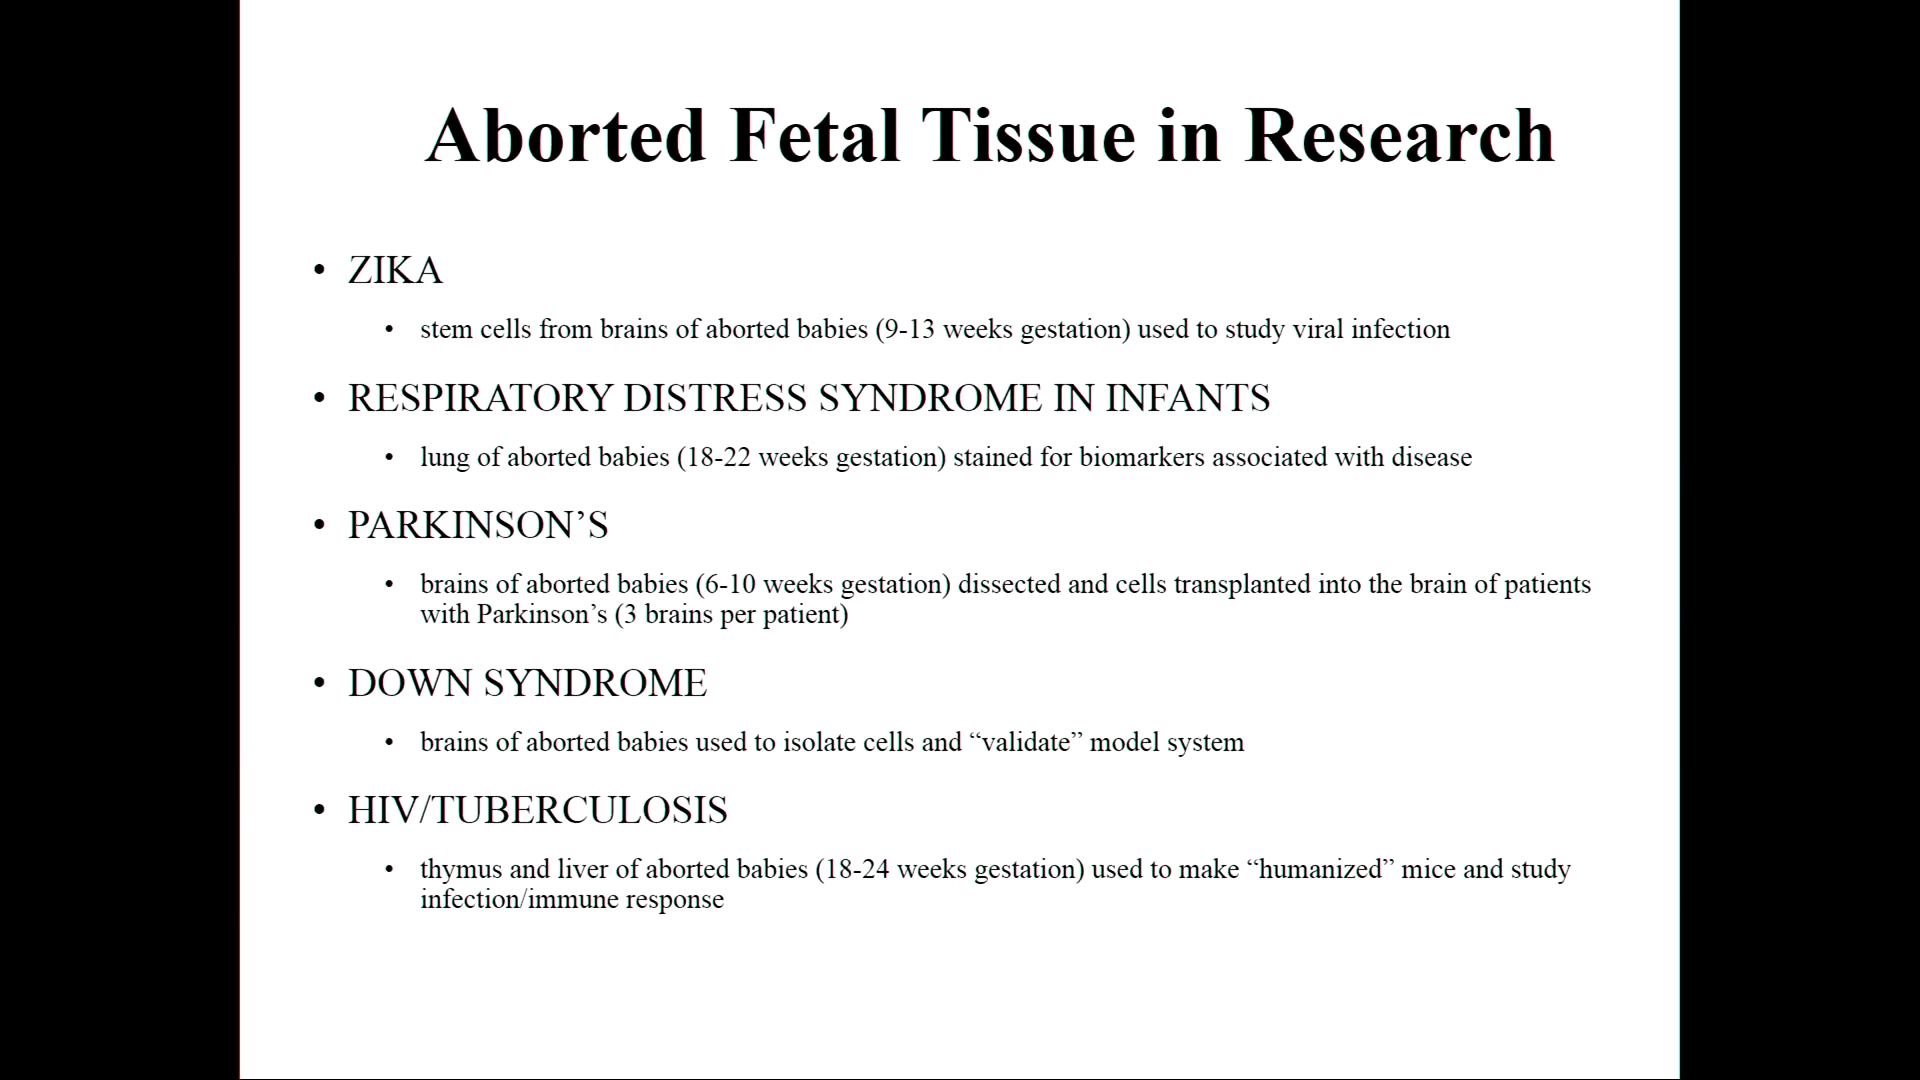 Aborted Fetal Tissue in Research
• ZIKA
• stem cells from brains of aborted babies (9-13 weeks gestation) used to study viral infection
• RESPIRATORY DISTRESS SYNDROME IN INFANTS
• lung of aborted babies (18-22 weeks gestation) stained for biomarkers associated with disease
• PARKINSON’S
• brains of aborted babies (6-10 weeks gestation) dissected and cells transplanted into the brain of patients
with Parkinson’s (3 brains per patient)
• DOWN SYNDROME
• brains of aborted babies used to isolate cells and “validate” model system
• HIV/TUBERCULOSIS
• thymus and liver of aborted babies (18-24 weeks gestation) used to make “humanized” mice and study
infection/immune response